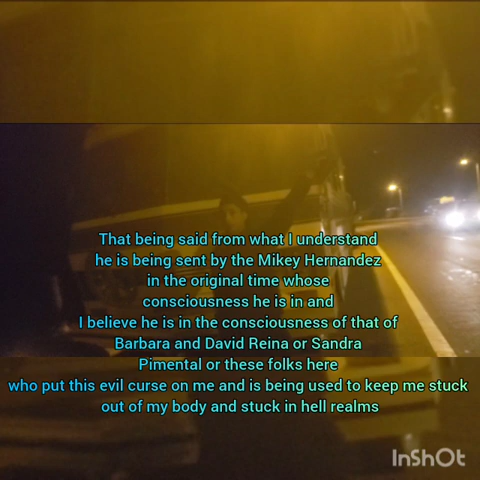 That being said from what I understand
he is being sent by the Mikey Hernandez
in the original time whose
consciousness he is in and
I believe he is in the consciousness of that of
Barbara and David Reina or Sandra
Pimental or these folks here
who put this evil curse on me and is being used to keep me stuck
out of my body and stuck in hell realms
InShOt